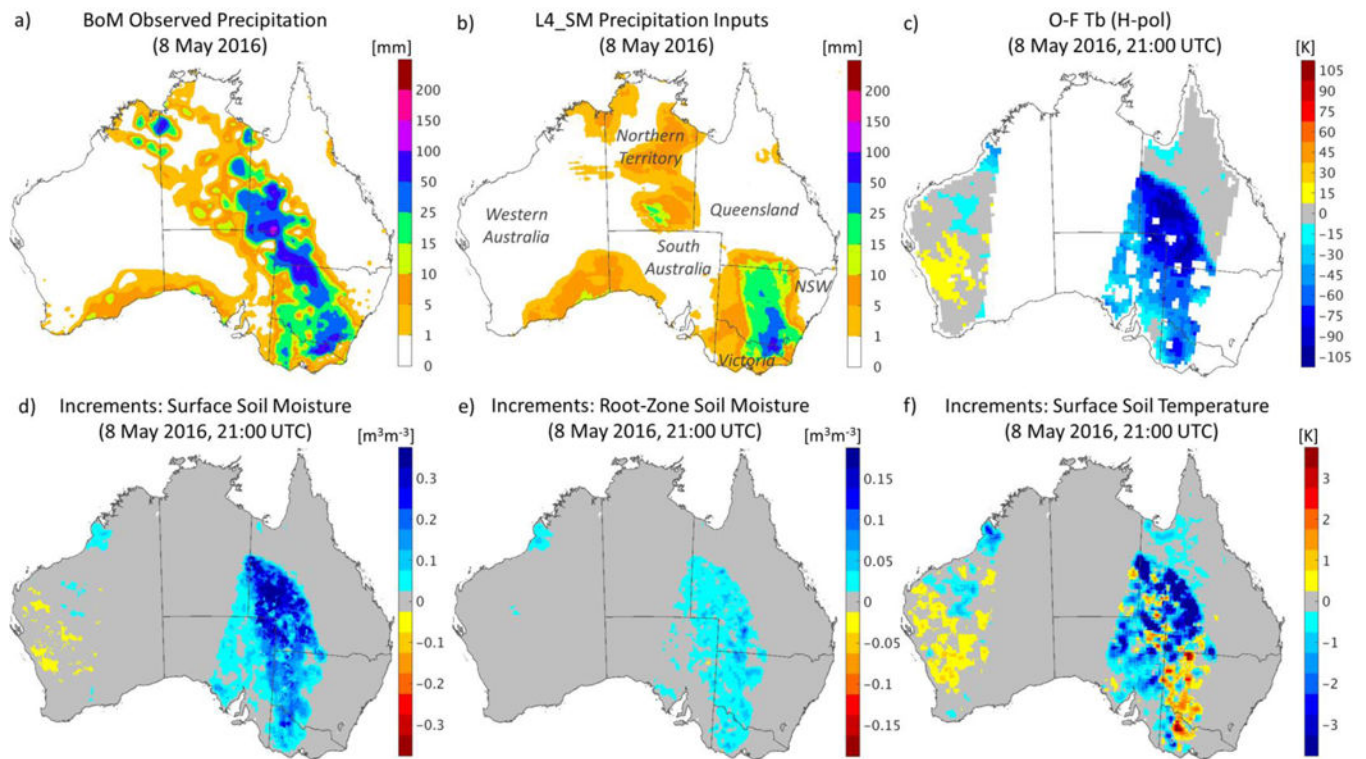 a) BoM Observed Precipitation
(8 May 2016)
[mm]
200
100
50
25
15
10
5
1
0
b) L4_SM Precipitation Inputs
(8 May 2016)
[mm]
200
100
50
25
15
10
5
1
0
Northern
Territory
Western
Australia
Queensland
South
Australia
NSW
Victoria
c) O-F Tb (H-pol)
(8 May 2016, 21:00 UTC)
[K]
105
90
75
60
45
30
15
0
−15
−30
−45
−60
−75
−90
−105
d) Increments: Surface Soil Moisture
(8 May 2016, 21:00 UTC)
[m³m⁻³]
0.3
0.2
0.1
0
−0.1
−0.2
−0.3
e) Increments: Root-Zone Soil Moisture
(8 May 2016, 21:00 UTC)
[m³m⁻³]
0.15
0.1
0.05
0
−0.05
−0.1
−0.15
f) Increments: Surface Soil Temperature
(8 May 2016, 21:00 UTC)
[K]
3
2
1
0
−1
−2
−3